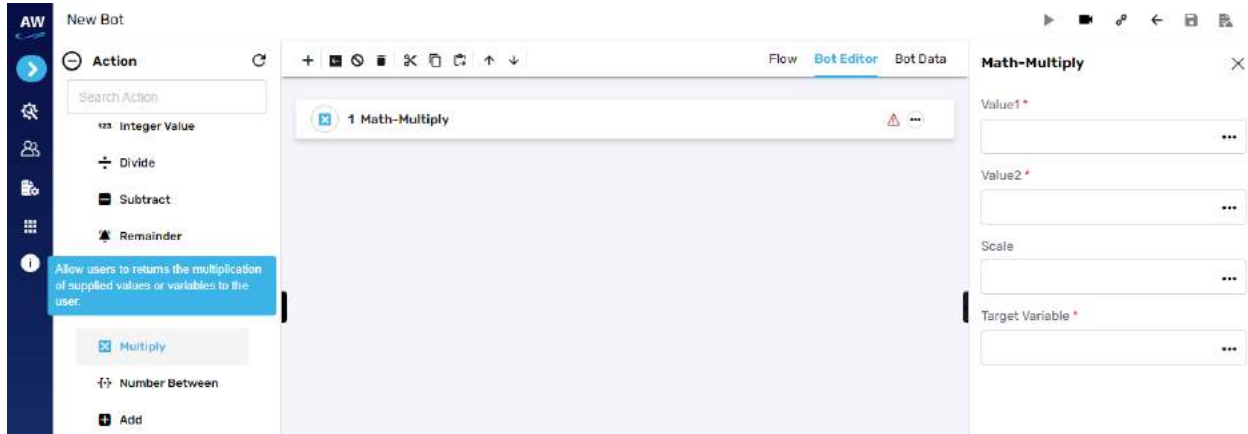 AW
New Bot
Action
Search Action
123 Integer Value
Divide
Subtract
Remainder
Allow users to returns the multiplication
of supplied values or variables to the
user.
Multiply
Number Between
Add
Flow Bot Editor Bot Data
1 Math-Multiply
Math-Multiply
Value1 *
Value2 *
Scale
Target Variable *